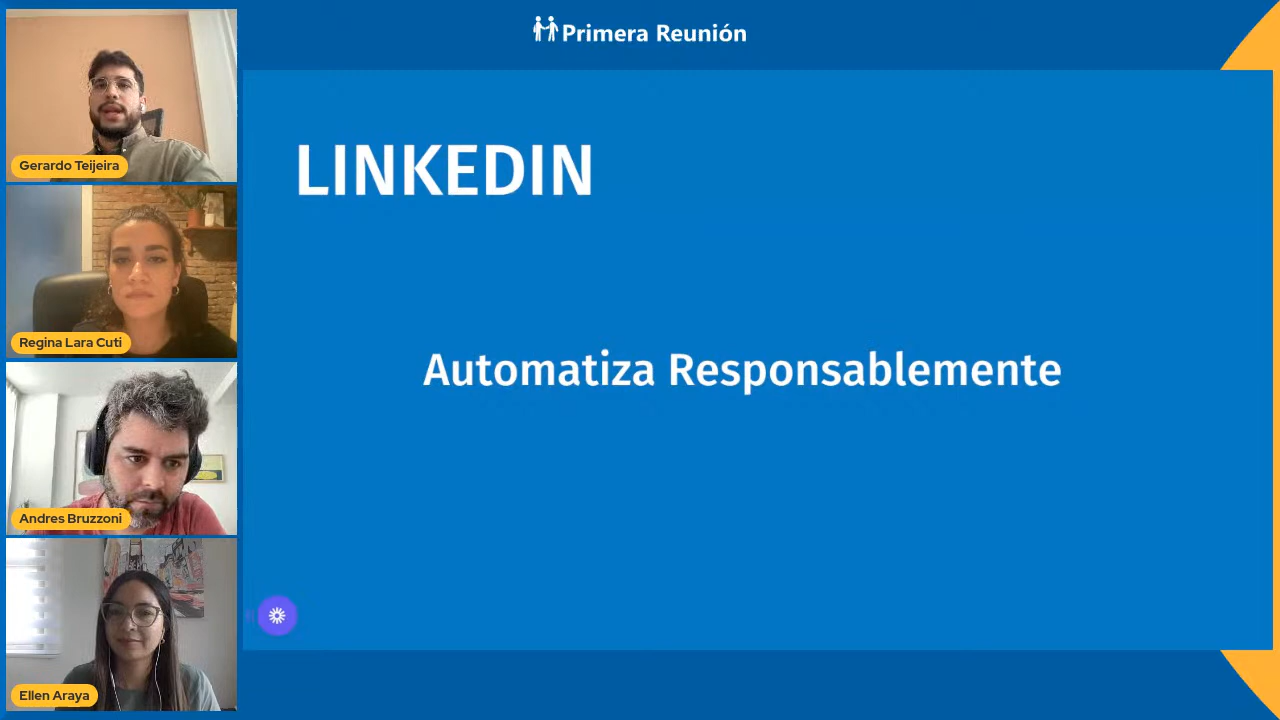 Primera Reunión
LINKEDIN
Automatiza Responsablemente
Gerardo Teijeira
Regina Lara Cuti
Andres Bruzzoni
Ellen Araya